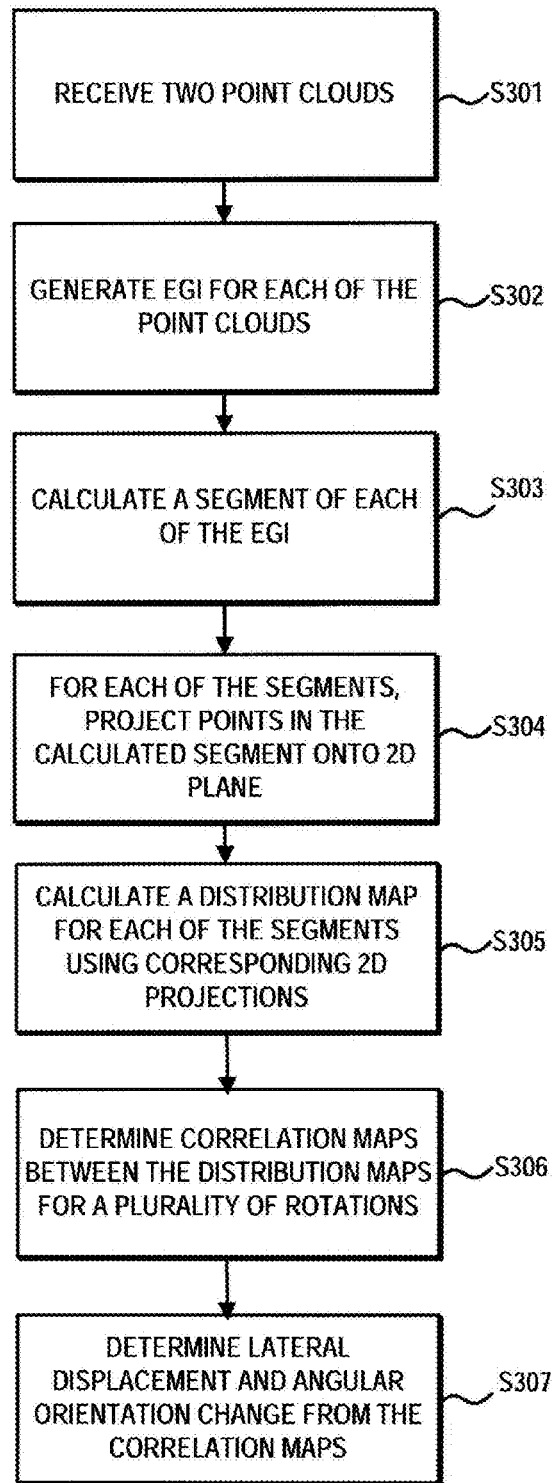 RECEIVE TWO POINT CLOUDS
S301
GENERATE EGI FOR EACH OF THE
POINT CLOUDS
S302
CALCULATE A SEGMENT OF EACH
OF THE EGI
S303
FOR EACH OF THE SEGMENTS,
PROJECT POINTS IN THE
CALCULATED SEGMENT ONTO 2D
PLANE
S304
CALCULATE A DISTRIBUTION MAP
FOR EACH OF THE SEGMENTS
USING CORRESPONDING 2D
PROJECTIONS
S305
DETERMINE CORRELATION MAPS
BETWEEN THE DISTRIBUTION MAPS
FOR A PLURALITY OF ROTATIONS
S306
DETERMINE LATERAL
DISPLACEMENT AND ANGULAR
ORIENTATION CHANGE FROM THE
CORRELATION MAPS
S307